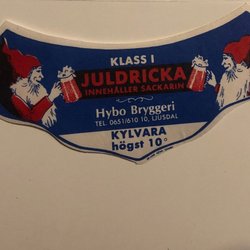 KLASS I
JULDRICKA
INNEHÅLLER SACKARIN
Hybo Bryggeri
TEL. 0651/610 10, LJUSDAL
KYLVARA
högst 10°